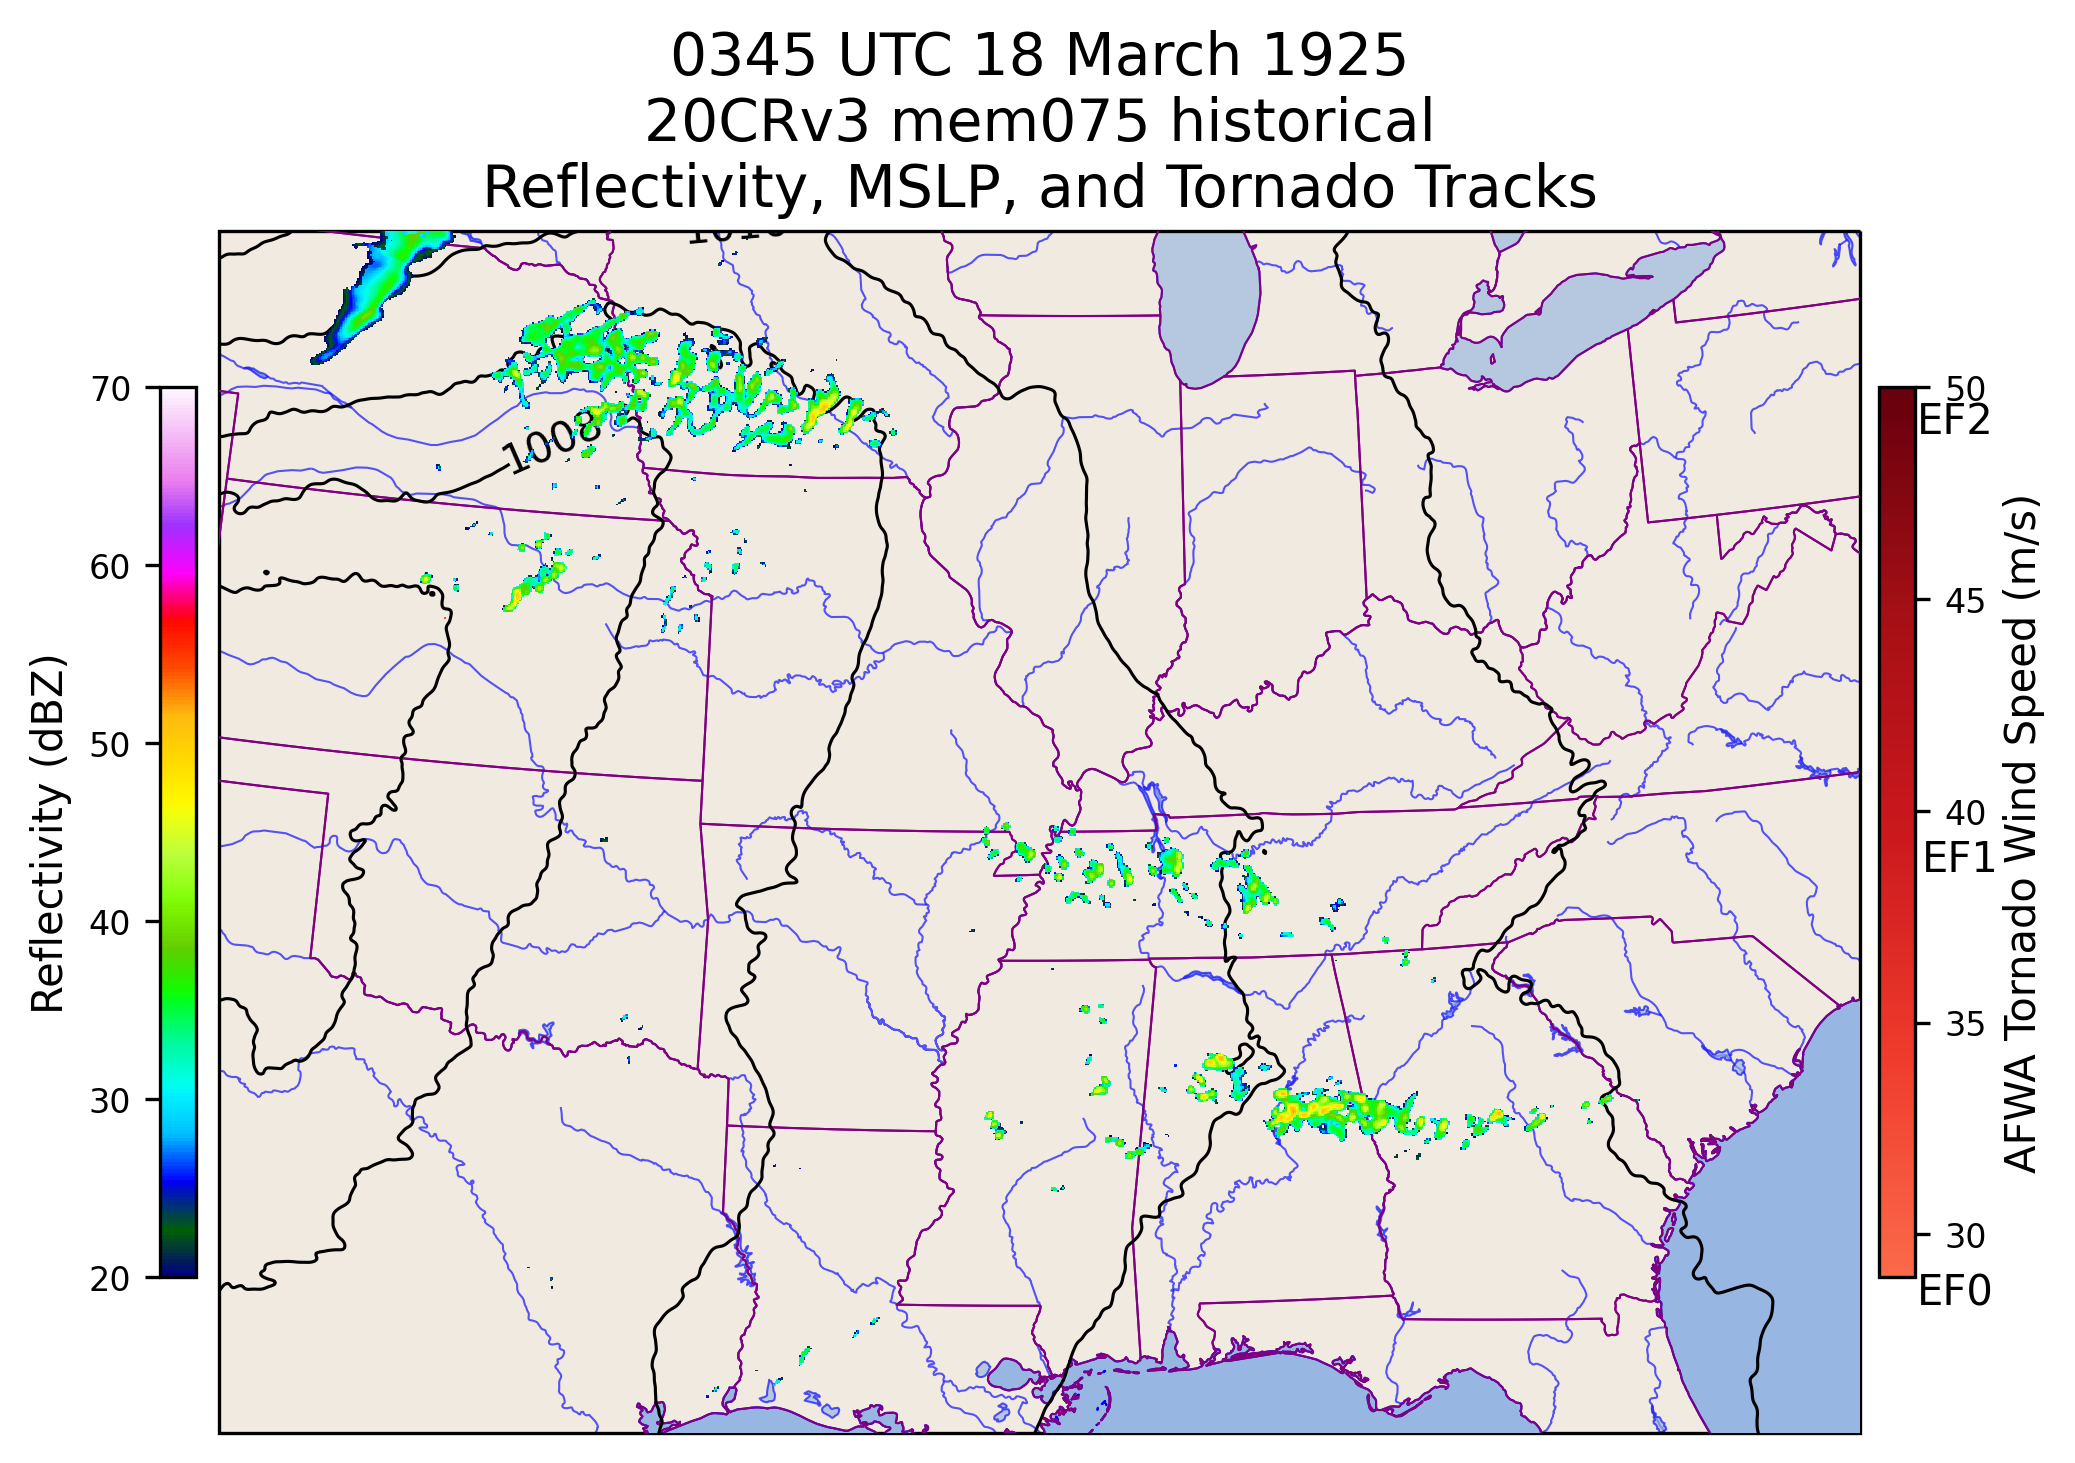 0345 UTC 18 March 1925
20CRv3 mem075 historical
Reflectivity, MSLP, and Tornado Tracks
1008
70
60
50
40
30
20
Reflectivity (dBZ)
50
EF2
45
40
EF1
35
30
EF0
AFWA Tornado Wind Speed (m/s)